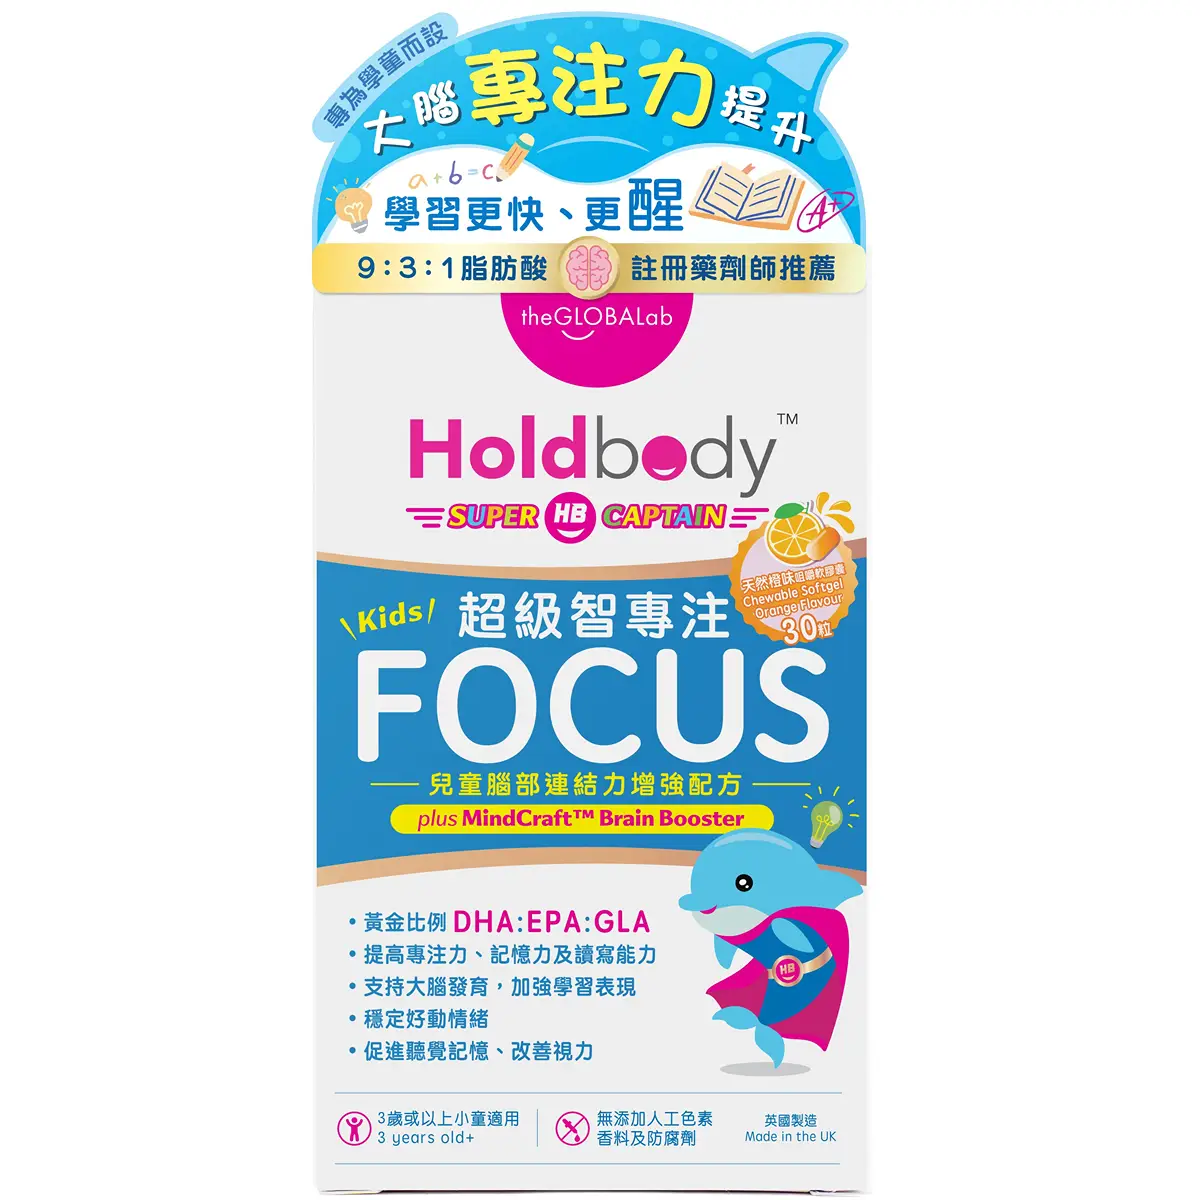 專為學童而設
大腦專注力提升
a+b=c
學習更快、更醒
A+
9:3:1脂肪酸 註冊藥劑師推薦
theGLOBALab
Holdbody™
SUPER HB CAPTAIN
天然橙味咀嚼軟膠囊
Chewable Softgel
Orange Flavour
30粒
Kids
超級智專注
FOCUS
兒童腦部連結力增強配方
plus MindCraft™ Brain Booster
• 黃金比例 DHA:EPA:GLA
• 提高專注力、記憶力及讀寫能力
• 支持大腦發育，加強學習表現
• 穩定好動情緒
• 促進聽覺記憶、改善視力
HB
3歲或以上小童適用
3 years old+
無添加人工色素
香料及防腐劑
英國製造
Made in the UK